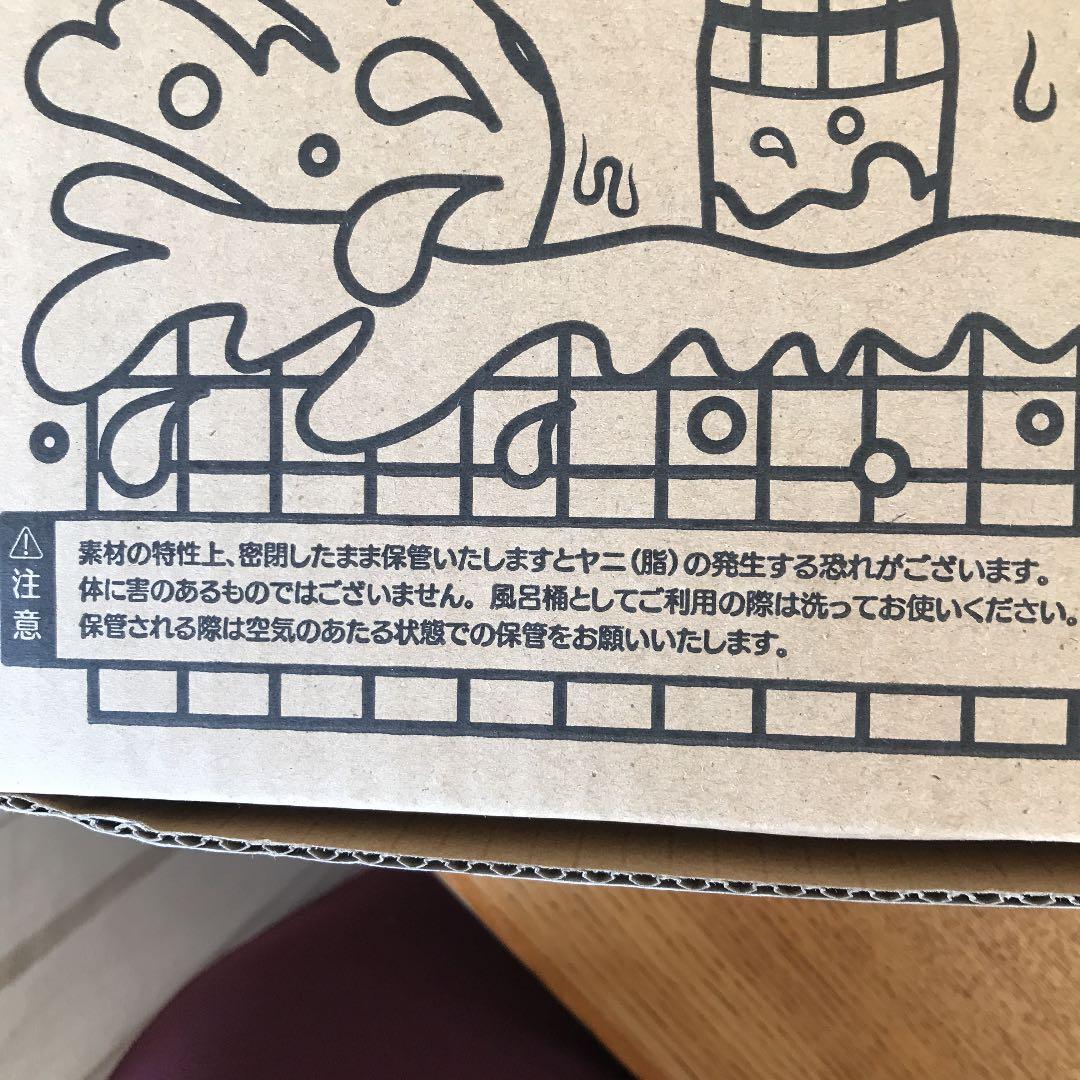 注意
素材の特性上、密閉したまま保管いたしますとヤニ(脂)の発生する恐れがございます。
体に害のあるものではございません。風呂桶としてご利用の際は洗ってお使いください。
保管される際は空気のあたる状態での保管をお願いいたします。